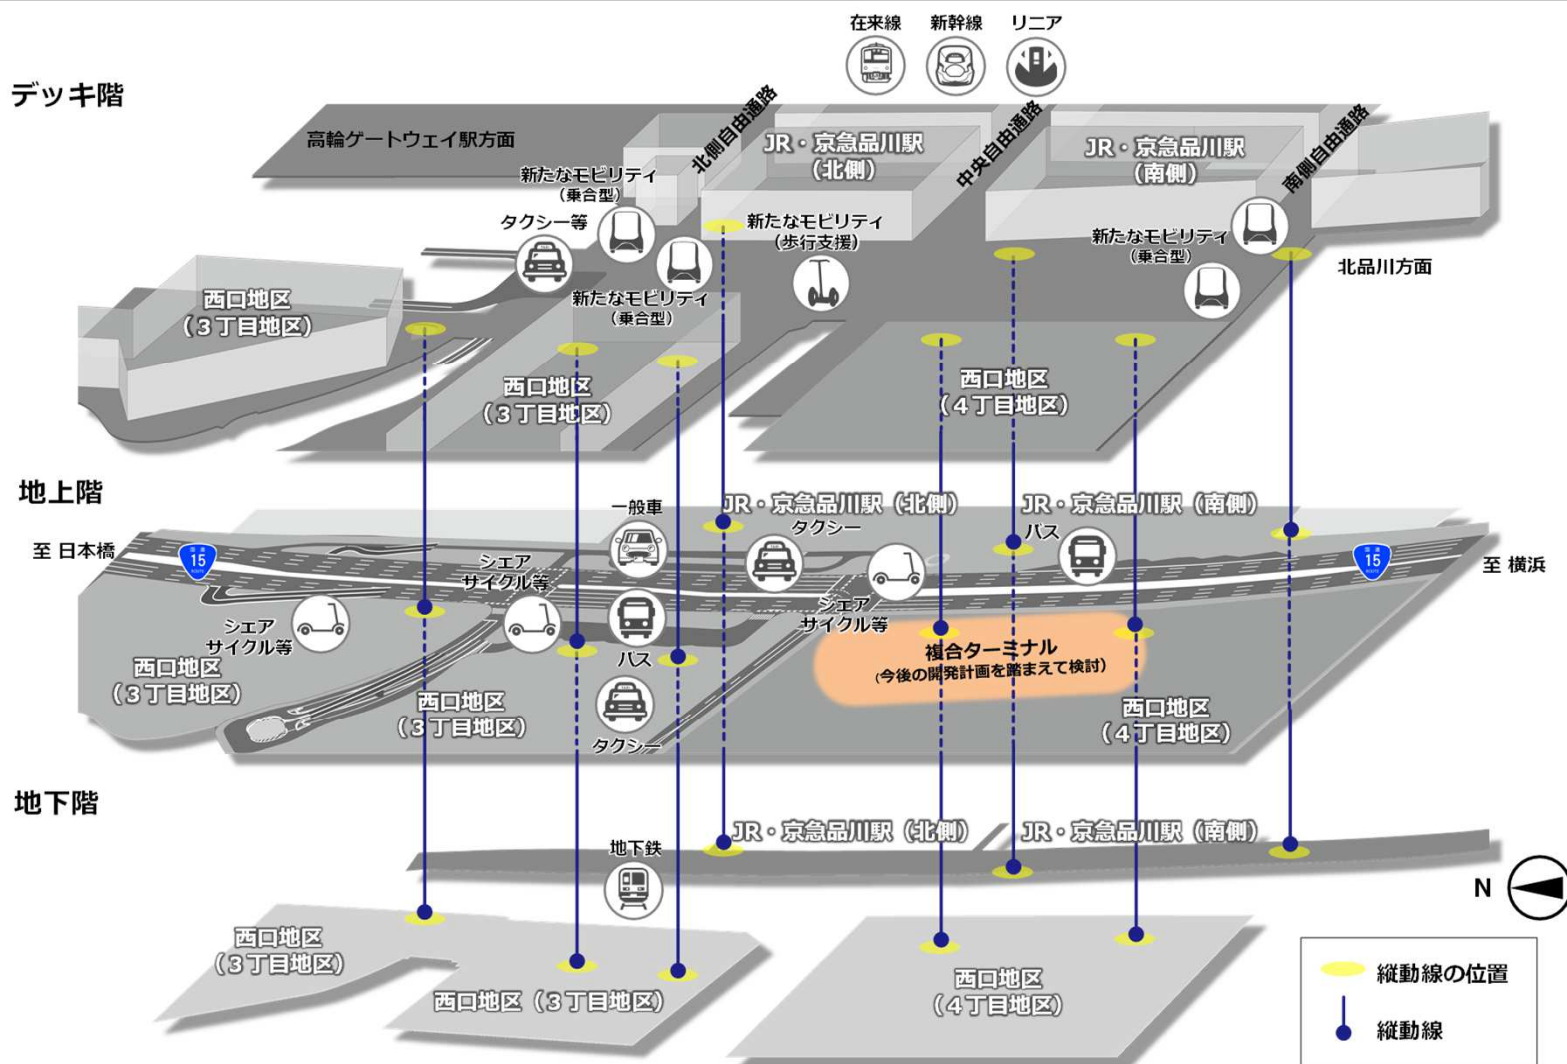 在来線
新幹線
リニア
デッキ階
高輪ゲートウェイ駅方面
北側自由通路
JR・京急品川駅
(北側)
中央自由通路
JR・京急品川駅
(南側)
南側自由通路
新たなモビリティ
(乗合型)
タクシー等
新たなモビリティ
(歩行支援)
新たなモビリティ
(乗合型)
北品川方面
新たなモビリティ
(乗合型)
西口地区
(3丁目地区)
西口地区
(3丁目地区)
西口地区
(4丁目地区)
地上階
JR・京急品川駅(北側)
JR・京急品川駅(南側)
一般車
タクシー
バス
至 日本橋
国道
15
ROUTE
シェア
サイクル等
国道
15
ROUTE
至 横浜
シェア
サイクル等
シェア
サイクル等
バス
複合ターミナル
(今後の開発計画を踏まえて検討)
西口地区
(3丁目地区)
西口地区
(3丁目地区)
西口地区
(4丁目地区)
タクシー
地下階
JR・京急品川駅(北側)
JR・京急品川駅(南側)
地下鉄
N
西口地区
(3丁目地区)
西口地区(3丁目地区)
西口地区
(4丁目地区)
縦動線の位置
縦動線